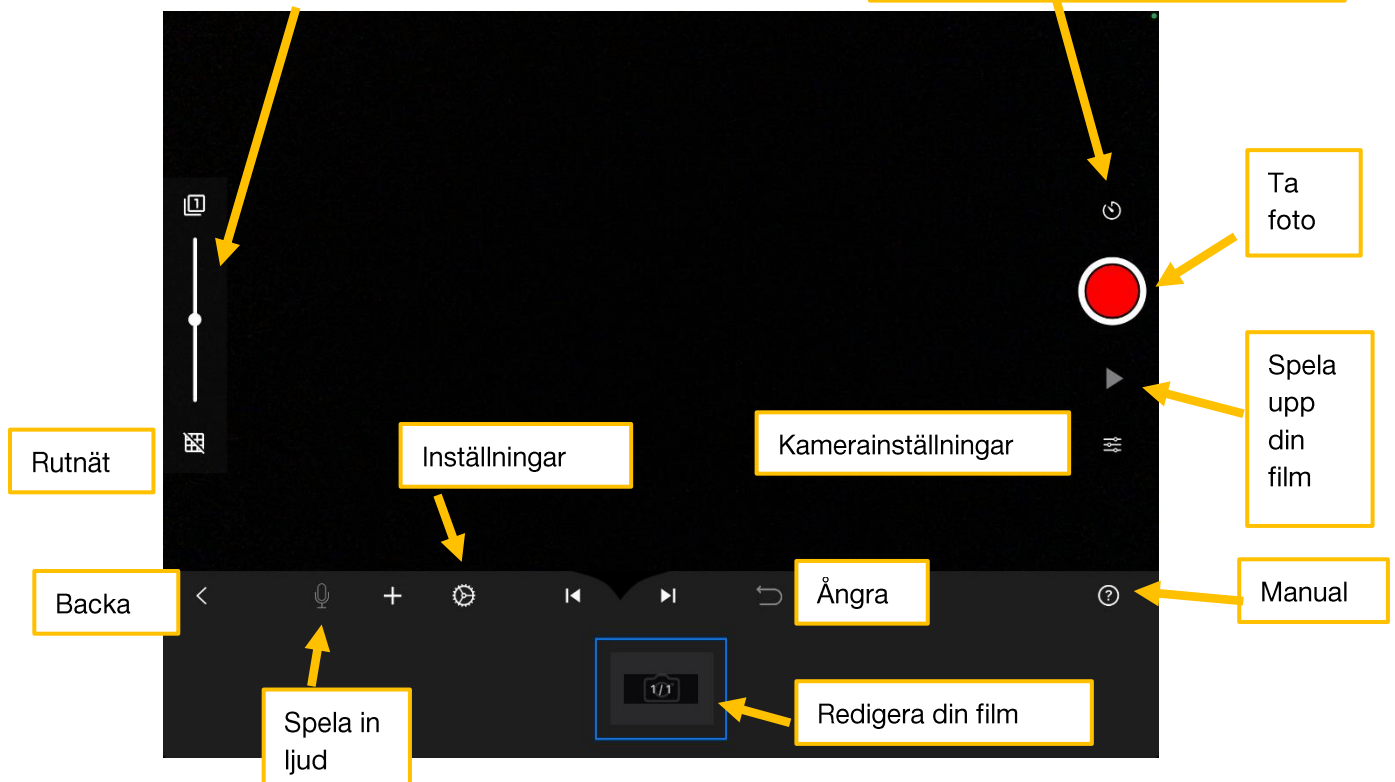 Ta
foto
1
Spela
upp
din
film
Kamerainställningar
Inställningar
Rutnät
Backa
Ångra
?
Manual
1/1
Redigera din film
Spela in
ljud